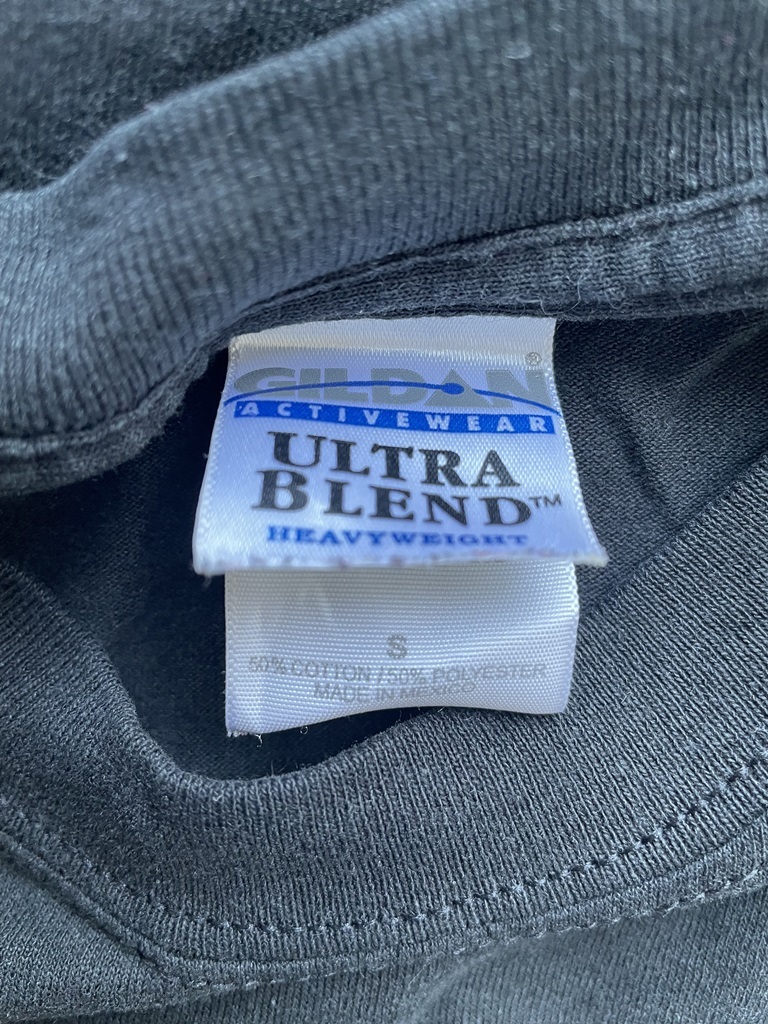 GILDAN®
ACTIVEWEAR
ULTRA
BLEND™
HEAVYWEIGHT
S
50% COTTON / 50% POLYESTER
MADE IN MEXICO